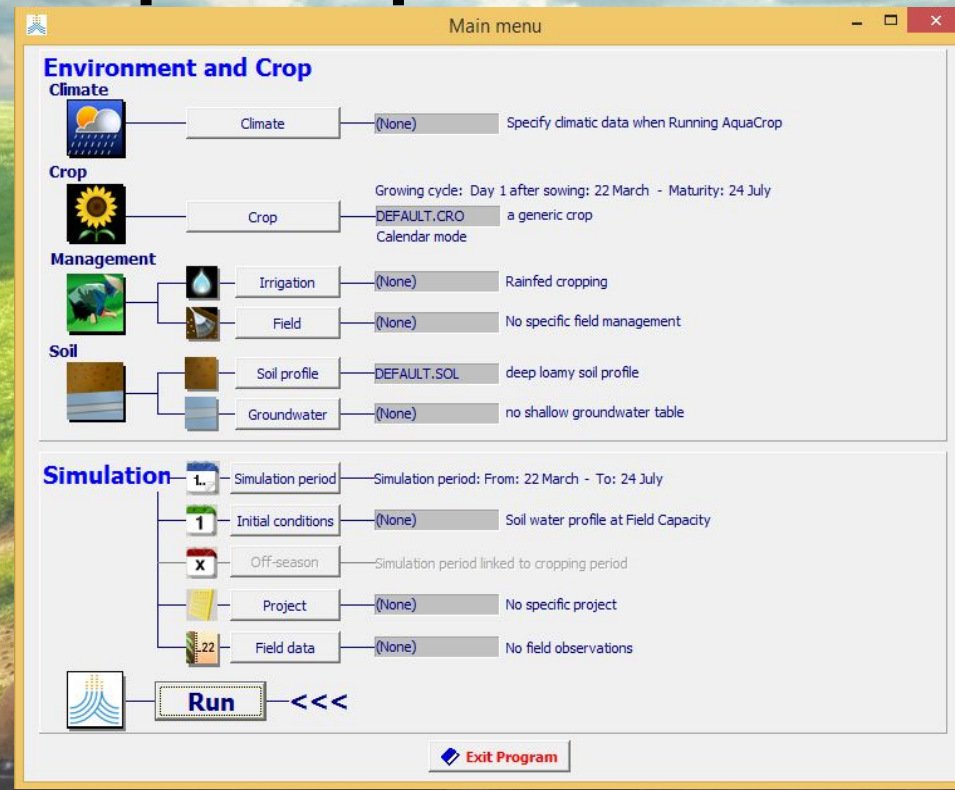 Main menu
Environment and Crop
Climate
Climate (None) Specify climatic data when Running AquaCrop
Crop
Growing cycle: Day 1 after sowing: 22 March - Maturity: 24 July
Crop DEFAULT.CRO a generic crop
Calendar mode
Management
Irrigation (None) Rainfed cropping
Field (None) No specific field management
Soil
Soil profile DEFAULT.SOL deep loamy soil profile
Groundwater (None) no shallow groundwater table
Simulation 1.. Simulation period Simulation period: From: 22 March - To: 24 July
1 Initial conditions (None) Soil water profile at Field Capacity
X Off-season Simulation period linked to cropping period
Project (None) No specific project
.22 Field data (None) No field observations
Run <<<
Exit Program